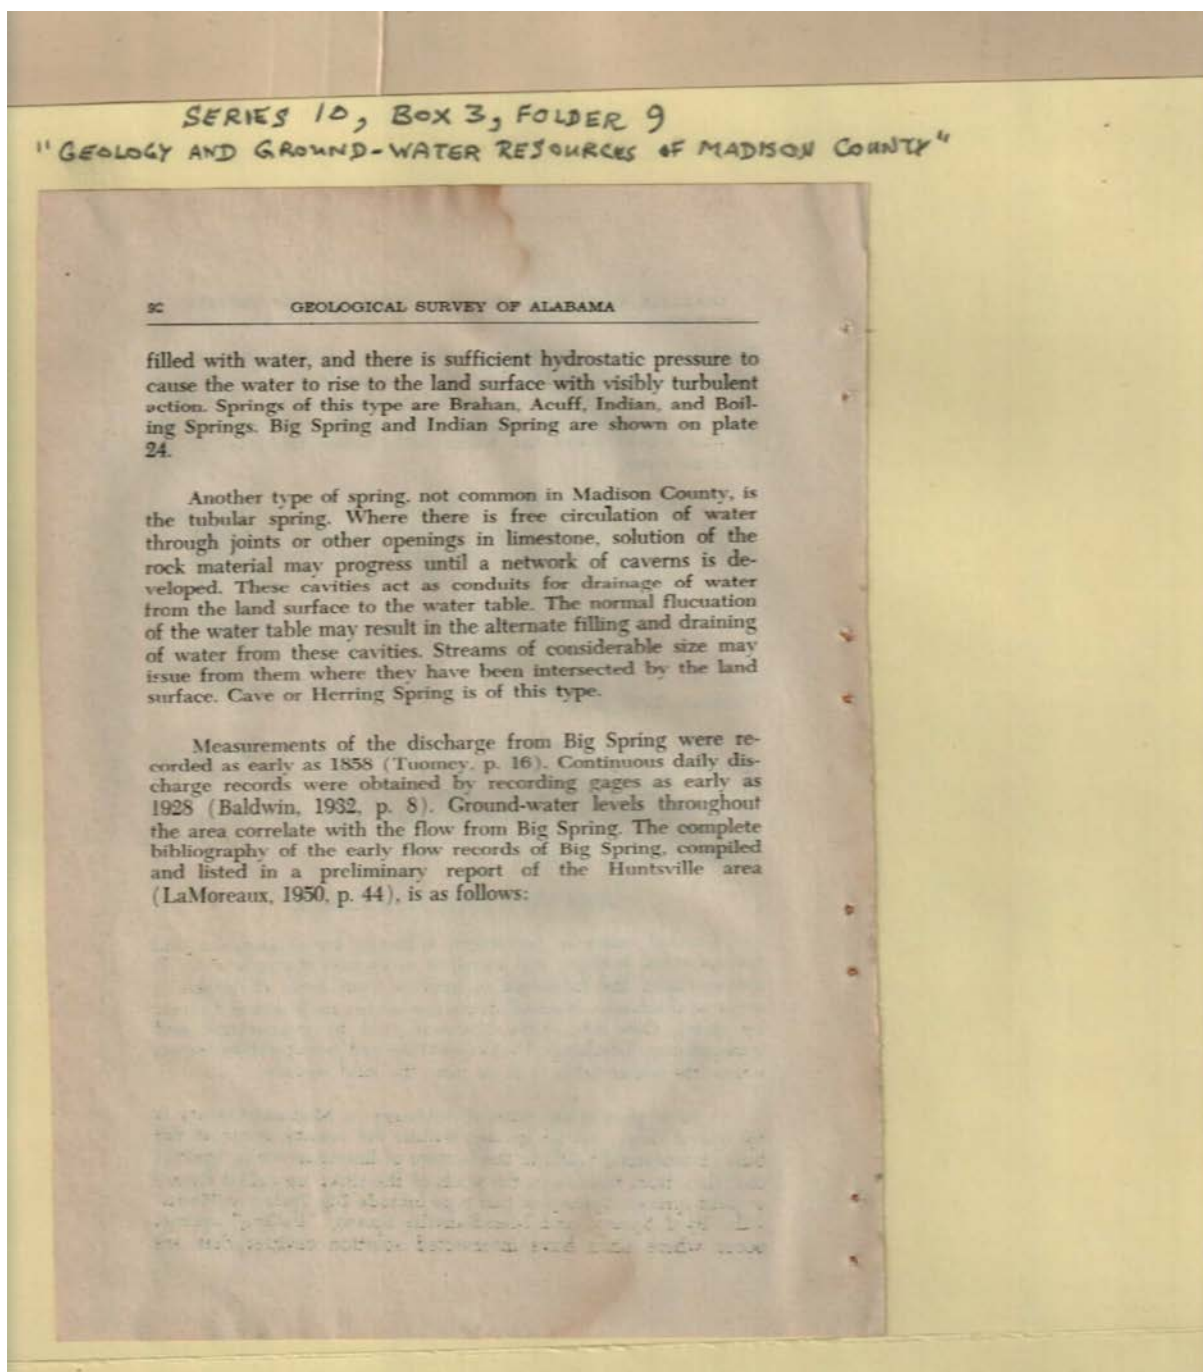 SERIES 10, BOX 3, FOLDER 9
"GEOLOGY AND GROUND-WATER RESOURCES OF MADISON COUNTY"
GEOLOGICAL SURVEY OF ALABAMA
filled with water, and there is sufficient hydrostatic pressure to
cause the water to rise to the land surface with visibly turbulent
action. Springs of this type are Brahan, Acuff, Indian, and Boil-
ing Springs. Big Spring and Indian Spring are shown on plate
24.
Another type of spring, not common in Madison County, is
the tubular spring. Where there is free circulation of water
through joints or other openings in limestone, solution of the
rock material may progress until a network of caverns is de-
veloped. These cavities act as conduits for drainage of water
from the land surface to the water table. The normal flucuation
of the water table may result in the alternate filling and draining
of water from these cavities. Streams of considerable size may
issue from them where they have been intersected by the land
surface. Cave or Herring Spring is of this type.
Measurements of the discharge from Big Spring were re-
corded as early as 1858 (Tuomey, p. 16). Continuous daily dis-
charge records were obtained by recording gages as early as
1928 (Baldwin, 1932, p. 8). Ground-water levels throughout
the area correlate with the flow from Big Spring. The complete
bibliography of the early flow records of Big Spring, compiled
and listed in a preliminary report of the Huntsville area
(LaMoreaux, 1950, p. 44), is as follows: